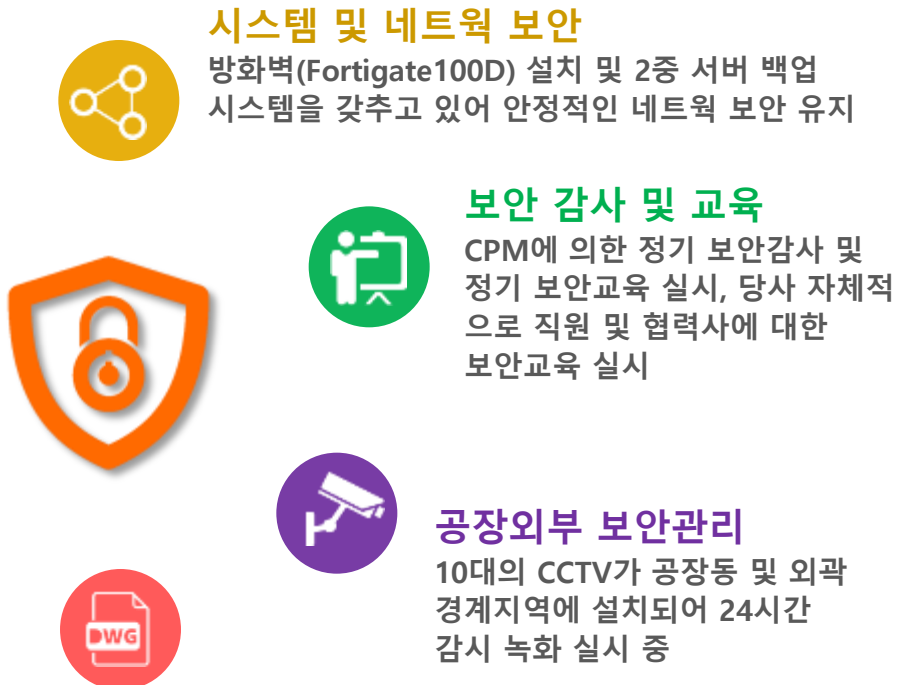 시스템 및 네트웍 보안
방화벽(Fortigate100D) 설치 및 2중 서버 백업
시스템을 갖추고 있어 안정적인 네트웍 보안 유지
보안 감사 및 교육
CPM에 의한 정기 보안감사 및
정기 보안교육 실시, 당사 자체적
으로 직원 및 협력사에 대한
보안교육 실시
공장외부 보안관리
10대의 CCTV가 공장동 및 외곽
경계지역에 설치되어 24시간
감시 녹화 실시 중
DWG